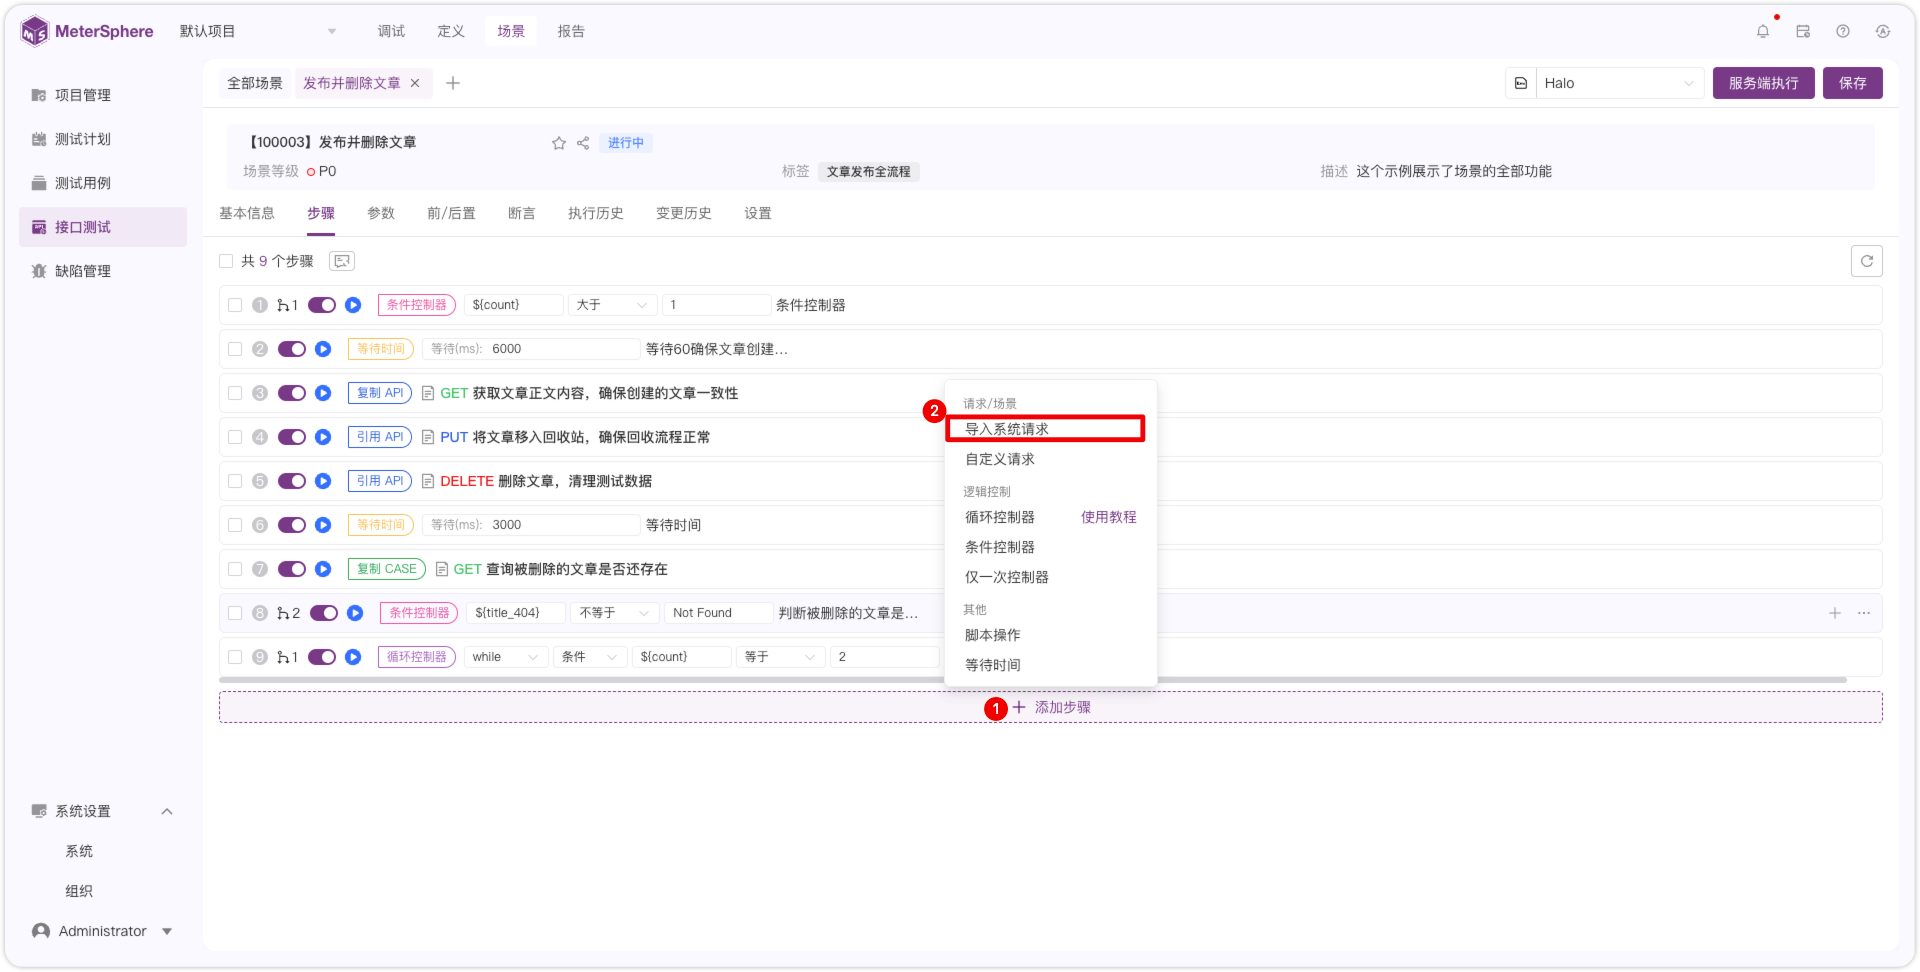 MeterSphere 默认项目 调试 定义 场景 报告
项目管理
测试计划
测试用例
接口测试
缺陷管理
系统设置
系统
组织
Administrator
全部场景 发布并删除文章 Halo 服务端执行 保存
【100003】发布并删除文章 进行中
场景等级 P0 标签 文章发布全流程 描述 这个示例展示了场景的全部功能
基本信息 步骤 参数 前/后置 断言 执行历史 变更历史 设置
共 9 个步骤
1 1 条件控制器 ${count} 大于 1 条件控制器
2 等待时间 等待(ms): 6000 等待60确保文章创建...
3 复制 API GET 获取文章正文内容，确保创建的文章一致性
4 引用 API PUT 将文章移入回收站，确保回收流程正常
5 引用 API DELETE 删除文章，清理测试数据
6 等待时间 等待(ms): 3000 等待时间
7 复制 CASE GET 查询被删除的文章是否还存在
8 2 条件控制器 ${title_404} 不等于 Not Found 判断被删除的文章是...
9 1 循环控制器 while 条件 ${count} 等于 2
请求/场景
2 导入系统请求
自定义请求
逻辑控制
循环控制器 使用教程
条件控制器
仅一次控制器
其他
脚本操作
等待时间
1 添加步骤